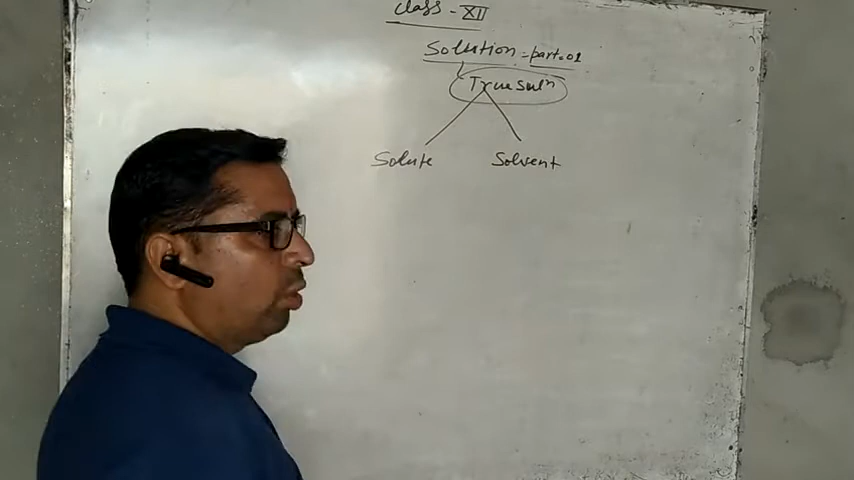 class - XII
Solution - part-01
True Solⁿ
Solute Solvent